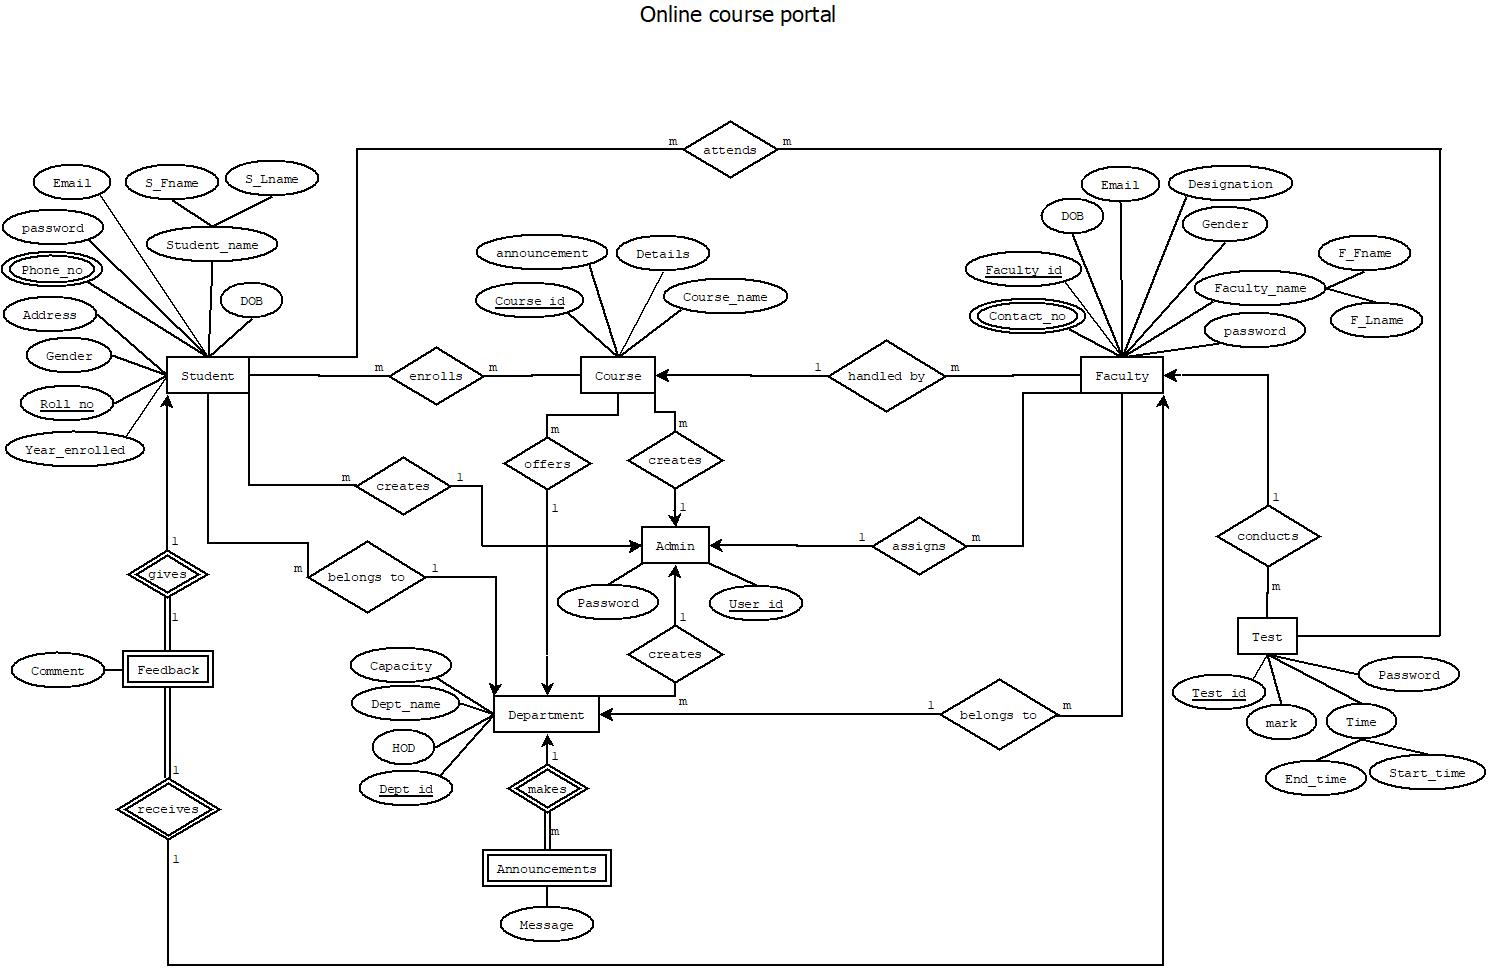 Online course portal
m
attends
m
Email
S_Fname
S_Lname
password
Student_name
Phone_no
DOB
Address
Gender
Roll_no
Year_enrolled
Student
announcement
Details
Course_id
Course_name
Course
Email
Designation
DOB
Gender
F_Fname
Faculty_id
Faculty_name
Contact_no
password
F_Lname
Faculty
m
enrolls
m
1
handled by
m
m
offers
1
m
creates
1
m
creates
1
Admin
Password
User_id
1
assigns
m
1
conducts
m
1
gives
1
m
belongs to
1
1
creates
m
Comment
Feedback
Capacity
Dept_name
HOD
Dept_id
Department
1
belongs to
m
Test
Test_id
mark
Time
Password
End_time
Start_time
1
receives
1
1
makes
m
Announcements
Message